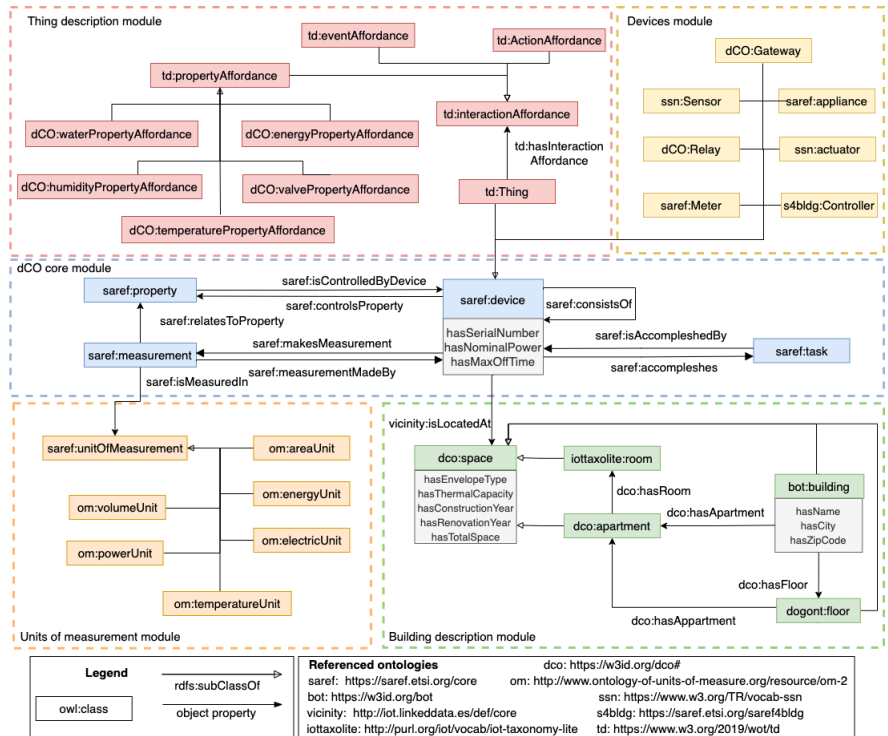 Thing description module
td:eventAffordance
td:ActionAffordance
td:propertyAffordance
td:interactionAffordance
dCO:waterPropertyAffordance
dCO:energyPropertyAffordance
td:hasInteraction
Affordance
dCO:humidityPropertyAffordance
dCO:valvePropertyAffordance
td:Thing
dCO:temperaturePropertyAffordance
Devices module
dCO:Gateway
ssn:Sensor
saref:appliance
dCO:Relay
ssn:actuator
saref:Meter
s4bldg:Controller
dCO core module
saref:property
saref:isControlledByDevice
saref:controlsProperty
saref:device
saref:consistsOf
saref:relatesToProperty
hasSerialNumber
hasNominalPower
hasMaxOffTime
saref:measurement
saref:makesMeasurement
saref:measurementMadeBy
saref:isAccompleshedBy
saref:accompleshes
saref:task
saref:isMeasuredIn
saref:unitOfMeasurement
om:areaUnit
om:energyUnit
om:volumeUnit
om:electricUnit
om:powerUnit
om:temperatureUnit
Units of measurement module
vicinity:isLocatedAt
dco:space
hasEnvelopeType
hasThermalCapacity
hasConstructionYear
hasRenovationYear
hasTotalSpace
iottaxolite:room
dco:hasRoom
dco:apartment
dco:hasApartment
bot:building
hasName
hasCity
hasZipCode
dco:hasFloor
dco:hasAppartment
dogont:floor
Building description module
Legend
owl:class
rdfs:subClassOf
object property
Referenced ontologies
dco: https://w3id.org/dco#
saref: https://saref.etsi.org/core
om: http://www.ontology-of-units-of-measure.org/resource/om-2
bot: https://w3id.org/bot
ssn: https://www.w3.org/TR/vocab-ssn
vicinity: http://iot.linkeddata.es/def/core
s4bldg: https://saref.etsi.org/saref4bldg
iottaxolite: http://purl.org/iot/vocab/iot-taxonomy-lite
td: https://www.w3.org/2019/wot/td